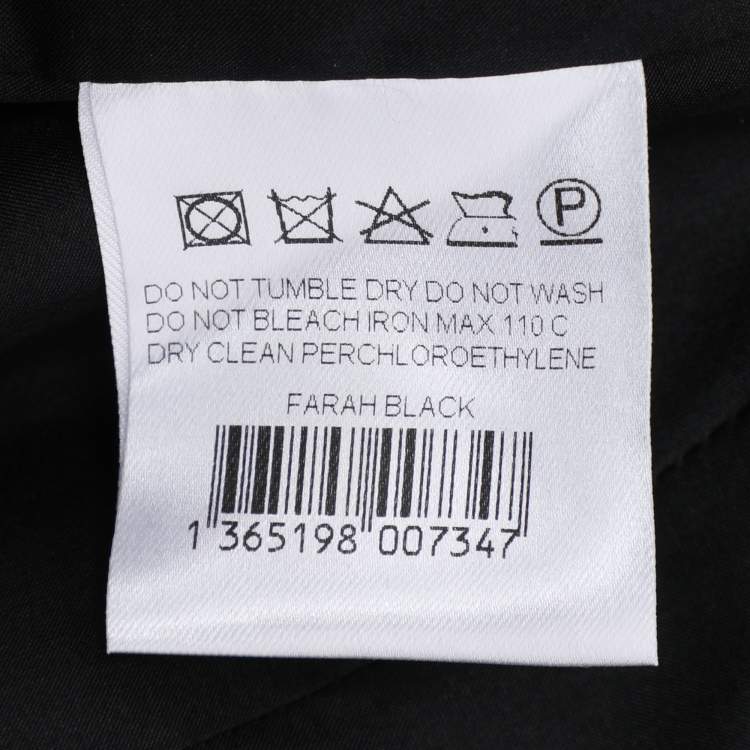 P
DO NOT TUMBLE DRY DO NOT WASH
DO NOT BLEACH IRON MAX 110 C
DRY CLEAN PERCHLOROETHYLENE
FARAH BLACK
1 365198 007347